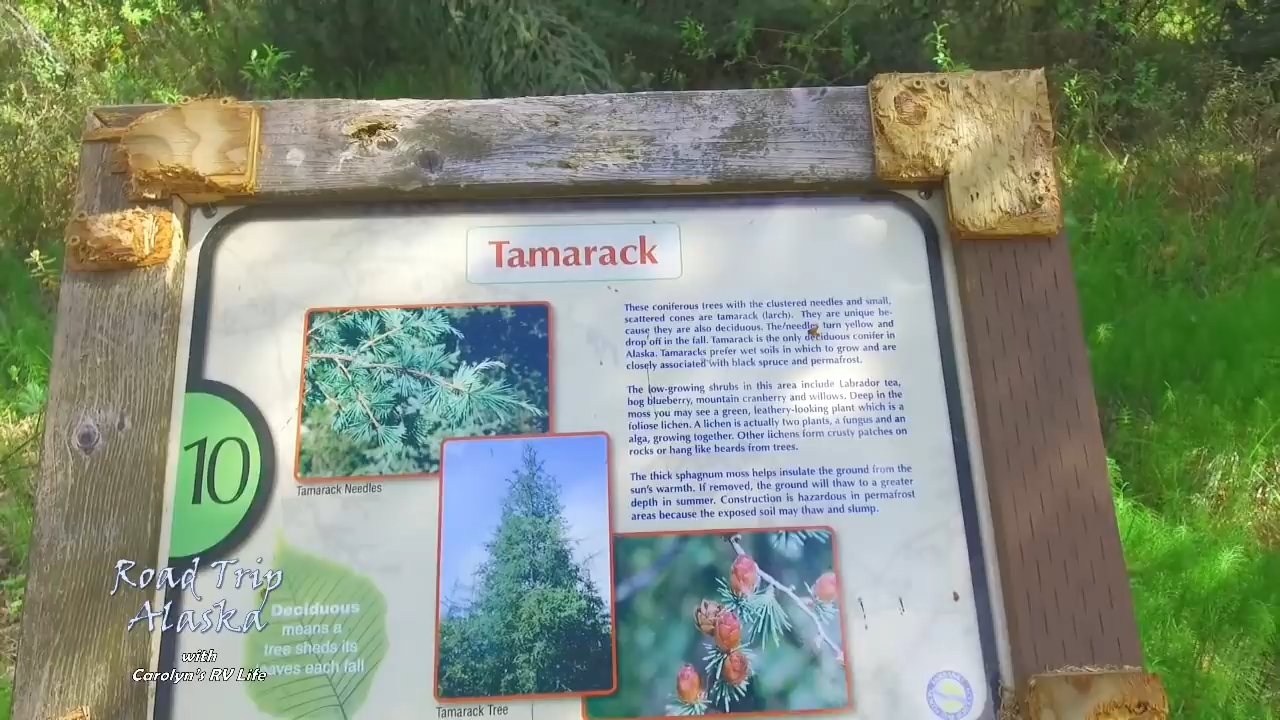 Tamarack
These coniferous trees with the clustered needles and small,
scattered cones are tamarack (larch). They are unique be-
cause they are also deciduous. The needles turn yellow and
drop off in the fall. Tamarack is the only deciduous conifer in
Alaska. Tamaracks prefer wet soils in which to grow and are
closely associated with black spruce and permafrost.
The low-growing shrubs in this area include Labrador tea,
bog blueberry, mountain cranberry and willows. Deep in the
moss you may see a green, leathery-looking plant which is a
foliose lichen. A lichen is actually two plants, a fungus and an
alga, growing together. Other lichens form crusty patches on
rocks or hang like beards from trees.
The thick sphagnum moss helps insulate the ground from the
sun's warmth. If removed, the ground will thaw to a greater
depth in summer. Construction is hazardous in permafrost
areas because the exposed soil may thaw and slump.
10
Tamarack Needles
Deciduous
means a
tree sheds its
eaves each fall
Tamarack Tree
Road Trip
Alaska
with
Carolyn's RV Life